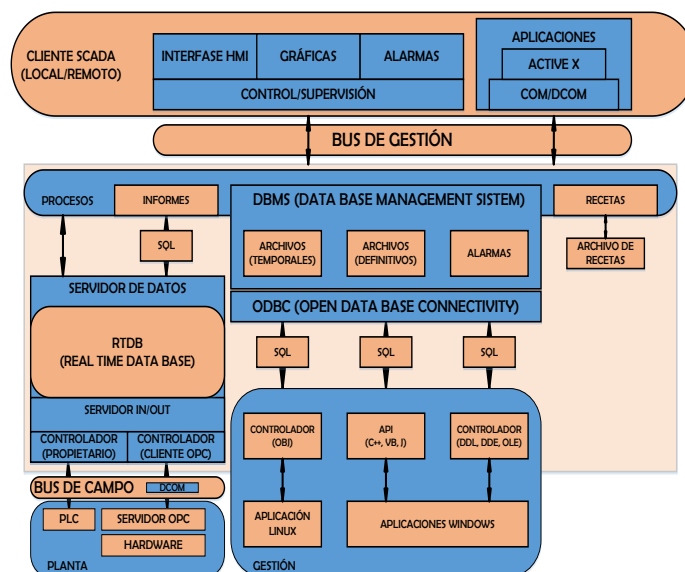 CLIENTE SCADA
(LOCAL/REMOTO)
INTERFASE HMI
GRÁFICAS
ALARMAS
CONTROL/SUPERVISIÓN
APLICACIONES
ACTIVE X
COM/DCOM
BUS DE GESTIÓN
PROCESOS
INFORMES
DBMS (DATA BASE MANAGEMENT SISTEM)
RECETAS
SQL
ARCHIVOS
(TEMPORALES)
ARCHIVOS
(DEFINITIVOS)
ALARMAS
ARCHIVO DE
RECETAS
SERVIDOR DE DATOS
ODBC (OPEN DATA BASE CONNECTIVITY)
RTDB
(REAL TIME DATA BASE)
SQL
SQL
SQL
SERVIDOR IN/OUT
CONTROLADOR
(PROPIETARIO)
CONTROLADOR
(CLIENTE OPC)
CONTROLADOR
(OBJ)
API
(C++, VB, J)
CONTROLADOR
(DDL, DDE, OLE)
BUS DE CAMPO
DCOM
PLC
SERVIDOR OPC
HARDWARE
PLANTA
APLICACIÓN
LINUX
APLICACIONES WINDOWS
GESTIÓN